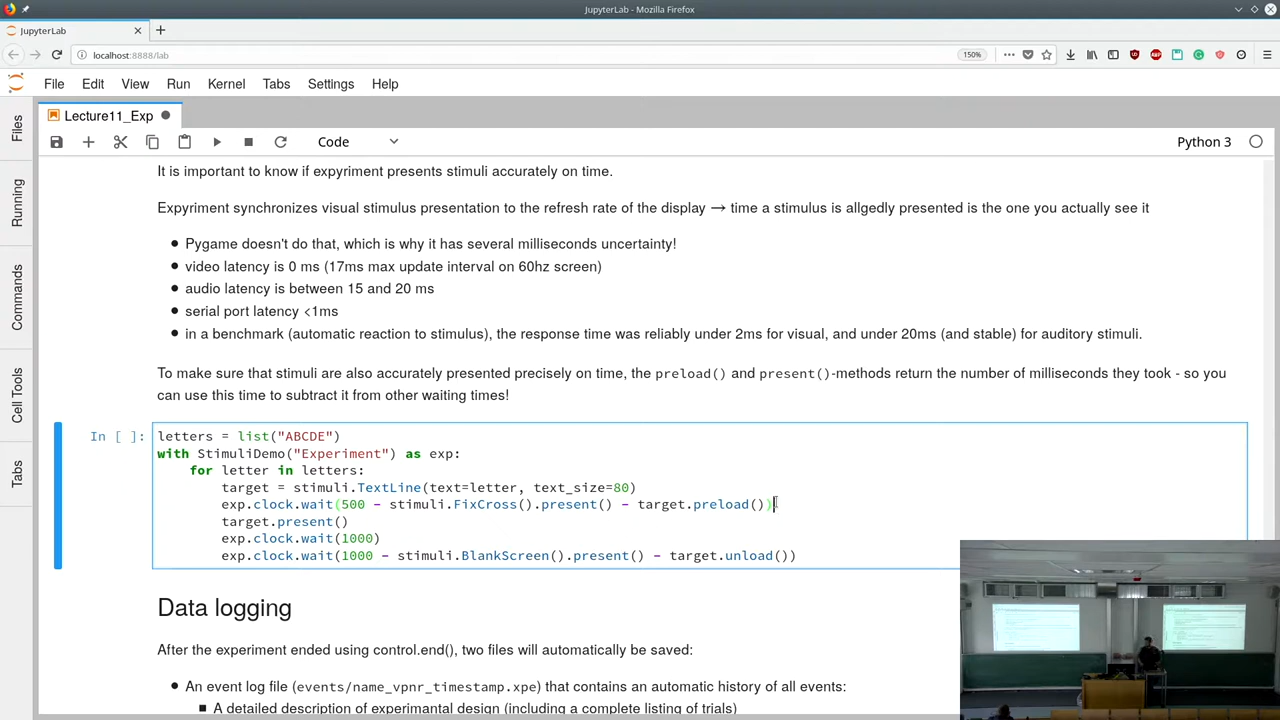 JupyterLab - Mozilla Firefox
JupyterLab
localhost:8888/lab
150%
File Edit View Run Kernel Tabs Settings Help
Lecture11_Exp
Code
Python 3
Files
Running
Commands
Cell Tools
Tabs
It is important to know if expyriment presents stimuli accurately on time.
Expyriment synchronizes visual stimulus presentation to the refresh rate of the display → time a stimulus is allgedly presented is the one you actually see it
Pygame doesn't do that, which is why it has several milliseconds uncertainty!
video latency is 0 ms (17ms max update interval on 60hz screen)
audio latency is between 15 and 20 ms
serial port latency <1ms
in a benchmark (automatic reaction to stimulus), the response time was reliably under 2ms for visual, and under 20ms (and stable) for auditory stimuli.
To make sure that stimuli are also accurately presented precisely on time, the preload() and present()-methods return the number of milliseconds they took - so you
can use this time to subtract it from other waiting times!
In [ ]:
letters = list("ABCDE")
with StimuliDemo("Experiment") as exp:
    for letter in letters:
        target = stimuli.TextLine(text=letter, text_size=80)
        exp.clock.wait(500 - stimuli.FixCross().present() - target.preload())
        target.present()
        exp.clock.wait(1000)
        exp.clock.wait(1000 - stimuli.BlankScreen().present() - target.unload())
Data logging
After the experiment ended using control.end(), two files will automatically be saved:
An event log file (events/name_vpnr_timestamp.xpe) that contains an automatic history of all events:
A detailed description of experimantal design (including a complete listing of trials)